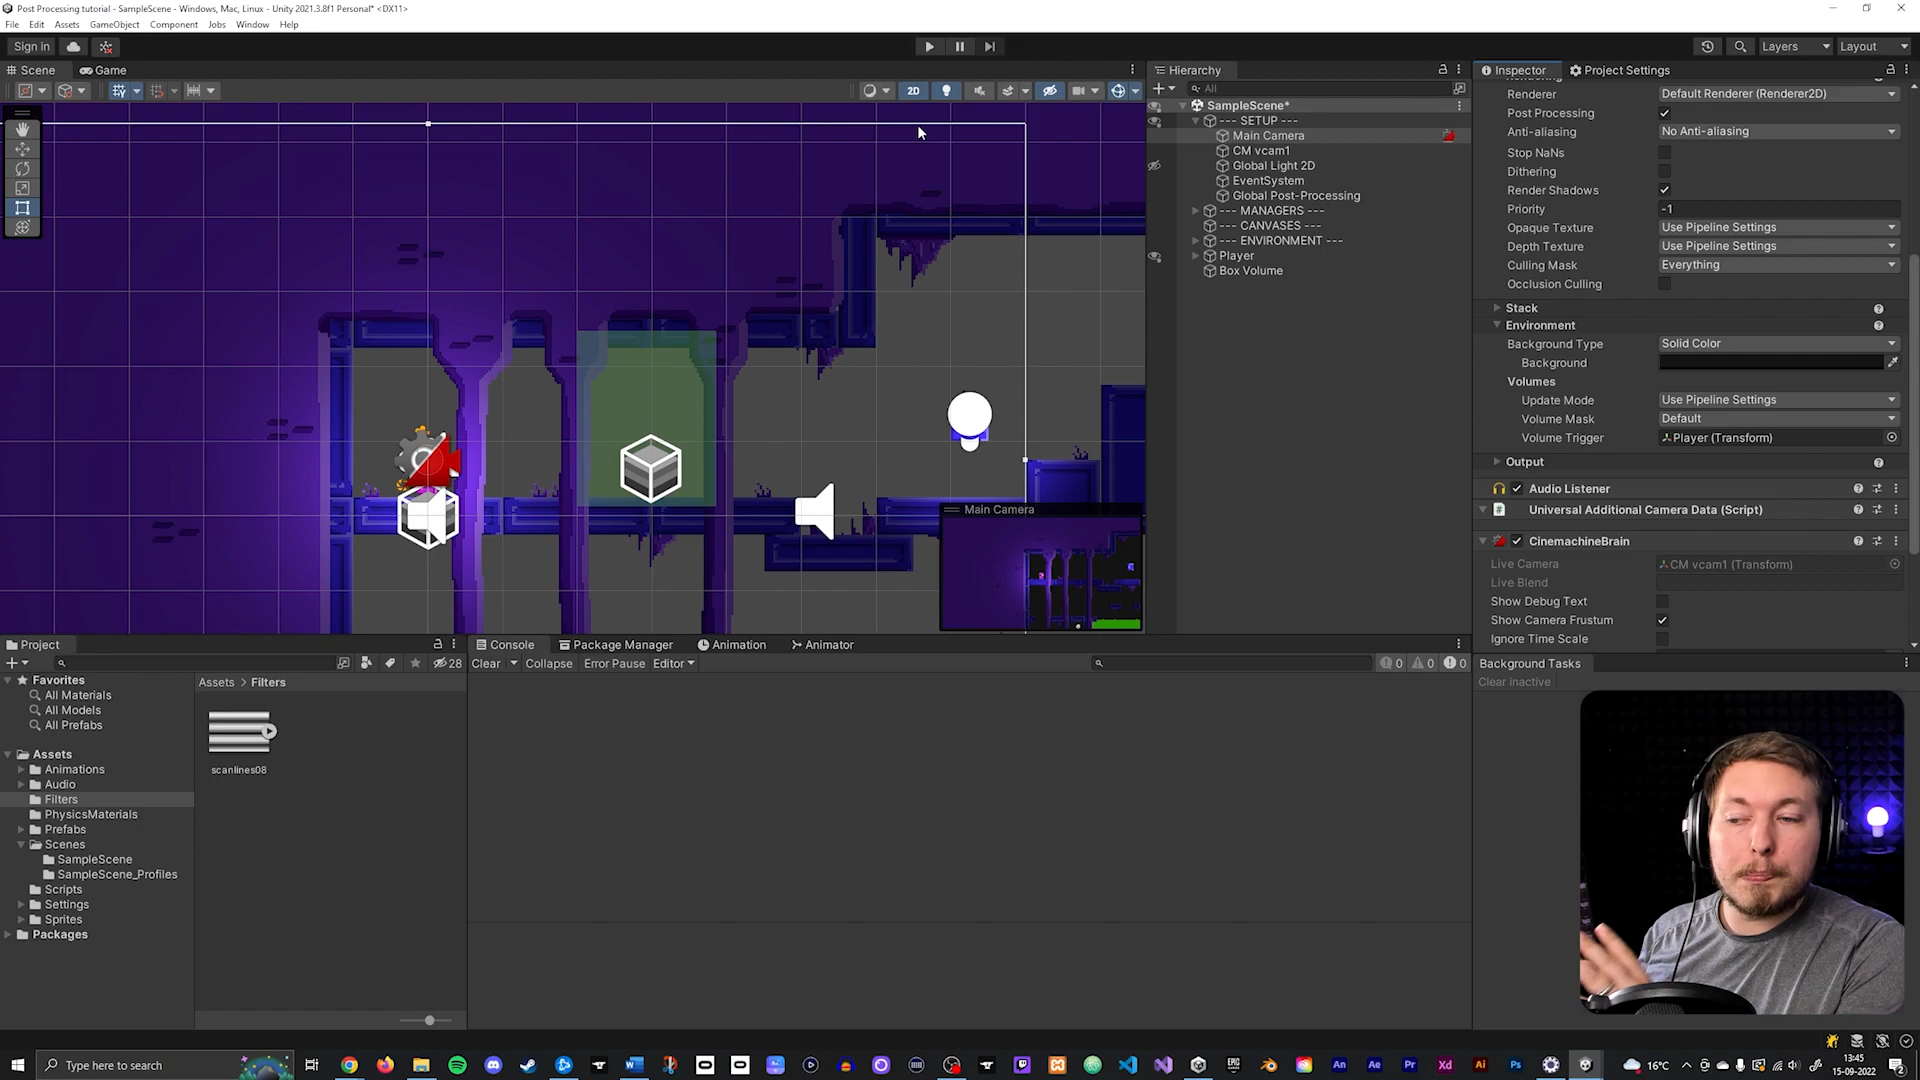 Post Processing tutorial - SampleScene - Windows, Mac, Linux - Unity 2021.3.8f1 Personal* <DX11>
File Edit Assets GameObject Component Jobs Window Help
Sign in
Layers Layout
Scene Game
2D
Hierarchy
All
SampleScene*
--- SETUP ---
Main Camera
CM vcam1
Global Light 2D
EventSystem
Global Post-Processing
--- MANAGERS ---
--- CANVASES ---
--- ENVIRONMENT ---
Player
Box Volume
Main Camera
Inspector Project Settings
Renderer Default Renderer (Renderer2D)
Post Processing
Anti-aliasing No Anti-aliasing
Stop NaNs
Dithering
Render Shadows
Priority -1
Opaque Texture Use Pipeline Settings
Depth Texture Use Pipeline Settings
Culling Mask Everything
Occlusion Culling
Stack
Environment
Background Type Solid Color
Background
Volumes
Update Mode Use Pipeline Settings
Volume Mask Default
Volume Trigger Player (Transform)
Output
Audio Listener
Universal Additional Camera Data (Script)
CinemachineBrain
Live Camera CM vcam1 (Transform)
Live Blend
Show Debug Text
Show Camera Frustum
Ignore Time Scale
Background Tasks
Clear inactive
Project
28
Favorites
All Materials
All Models
All Prefabs
Assets
Animations
Audio
Filters
PhysicsMaterials
Prefabs
Scenes
SampleScene
SampleScene_Profiles
Scripts
Settings
Sprites
Packages
Assets > Filters
scanlines08
Console Package Manager Animation Animator
Clear Collapse Error Pause Editor
0 0 0
Type here to search
16°C
13:45
15-09-2022